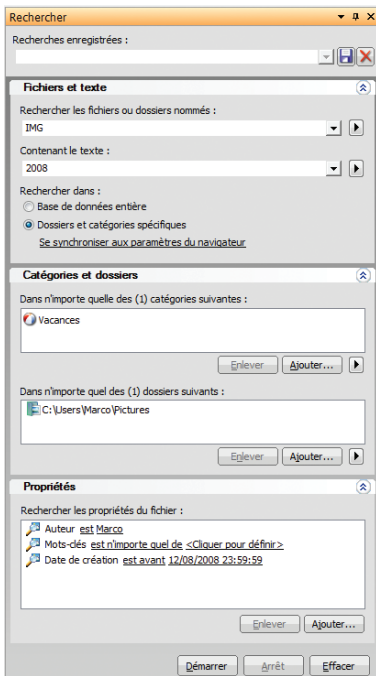 Rechercher
Recherches enregistrées :
Fichiers et texte
Rechercher les fichiers ou dossiers nommés :
IMG
Contenant le texte :
2008
Rechercher dans :
Base de données entière
Dossiers et catégories spécifiques
Se synchroniser aux paramètres du navigateur
Catégories et dossiers
Dans n'importe quelle des (1) catégories suivantes :
Vacances
Enlever Ajouter...
Dans n'importe quel des (1) dossiers suivants :
C:\Users\Marco\Pictures
Enlever Ajouter...
Propriétés
Rechercher les propriétés du fichier :
Auteur est Marco
Mots-clés est n'importe quel de <Cliquer pour définir>
Date de création est avant 12/08/2008 23:59:59
Enlever Ajouter...
Démarrer Arrêt Effacer